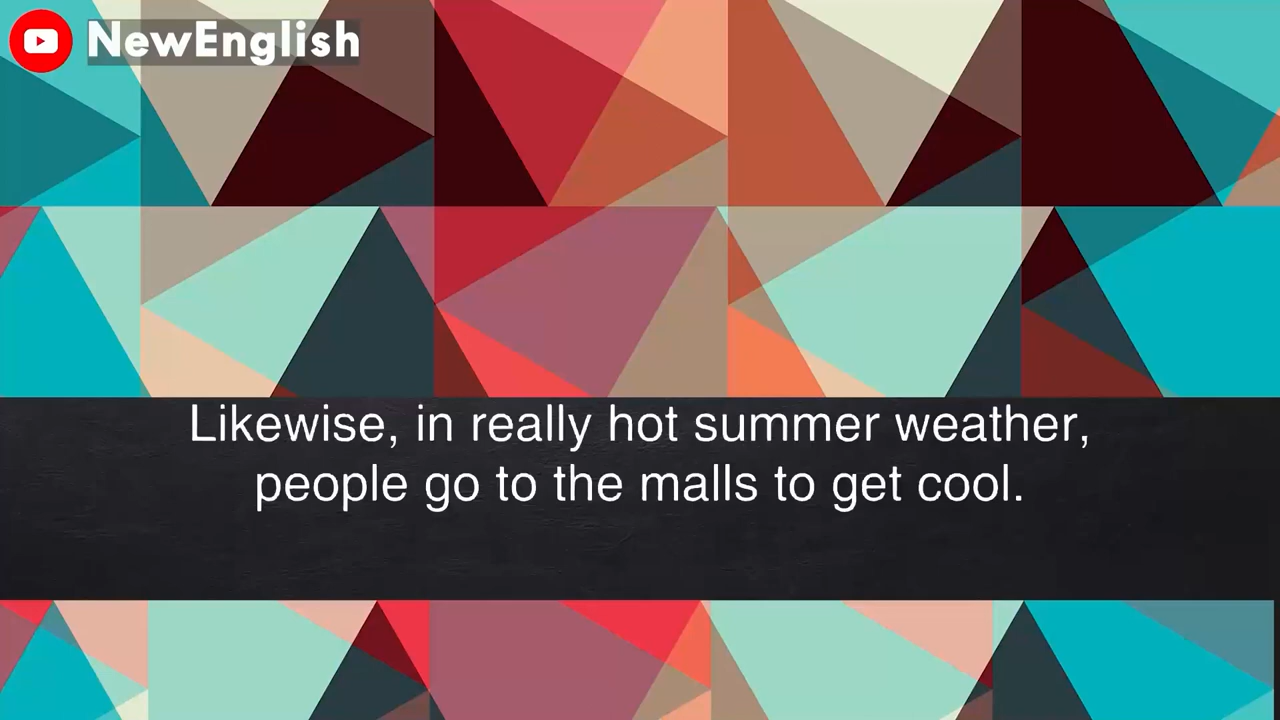 NewEnglish
Likewise, in really hot summer weather,
people go to the malls to get cool.